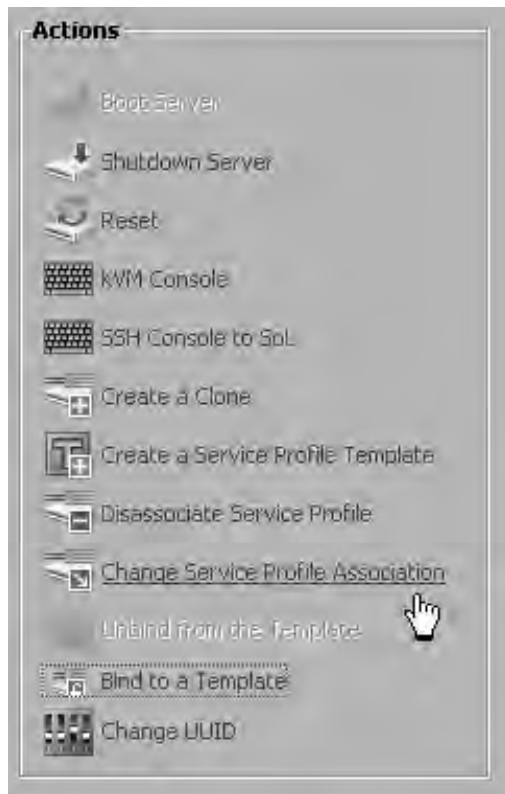 Actions
Boot Server
Shutdown Server
Reset
KVM Console
SSH Console to SoL
Create a Clone
Create a Service Profile Template
Disassociate Service Profile
Change Service Profile Association
Unbind from the Template
Bind to a Template
Change UUID